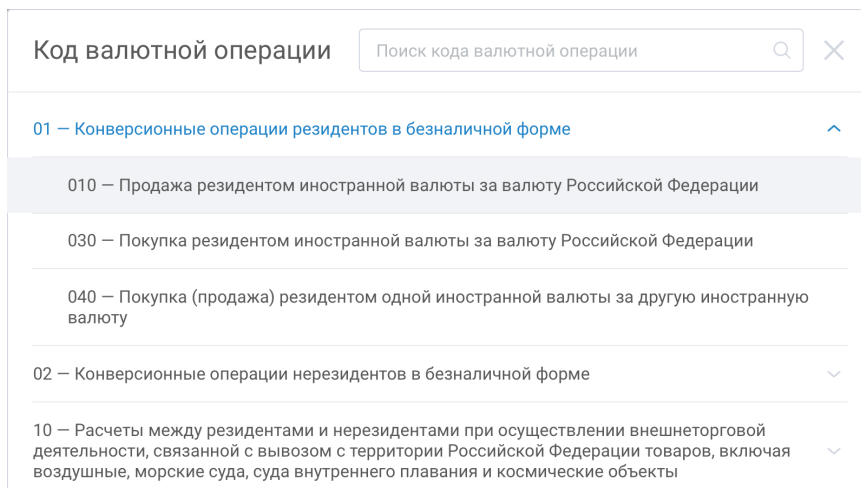 Код валютной операции
Поиск кода валютной операции
01 — Конверсионные операции резидентов в безналичной форме
010 — Продажа резидентом иностранной валюты за валюту Российской Федерации
030 — Покупка резидентом иностранной валюты за валюту Российской Федерации
040 — Покупка (продажа) резидентом одной иностранной валюты за другую иностранную
валюту
02 — Конверсионные операции нерезидентов в безналичной форме
10 — Расчеты между резидентами и нерезидентами при осуществлении внешнеторговой
деятельности, связанной с вывозом с территории Российской Федерации товаров, включая
воздушные, морские суда, суда внутреннего плавания и космические объекты